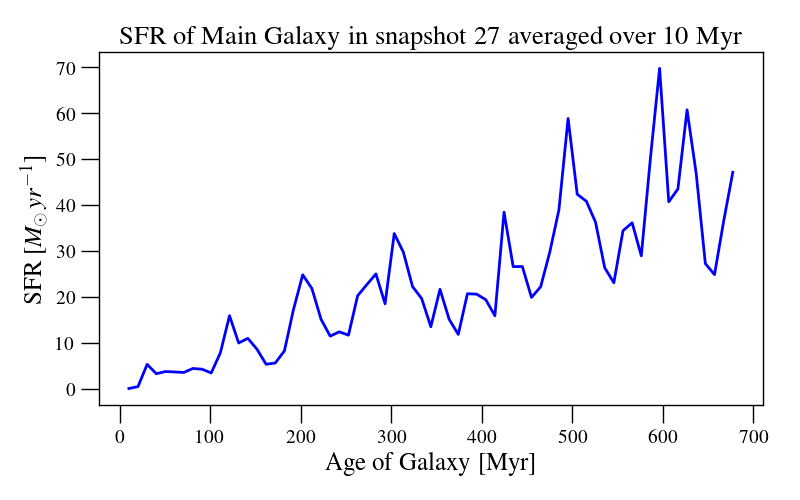 SFR of Main Galaxy in snapshot 27 averaged over 10 Myr
SFR [M⊙ yr⁻¹]
70
60
50
40
30
20
10
0
0 100 200 300 400 500 600 700
Age of Galaxy [Myr]